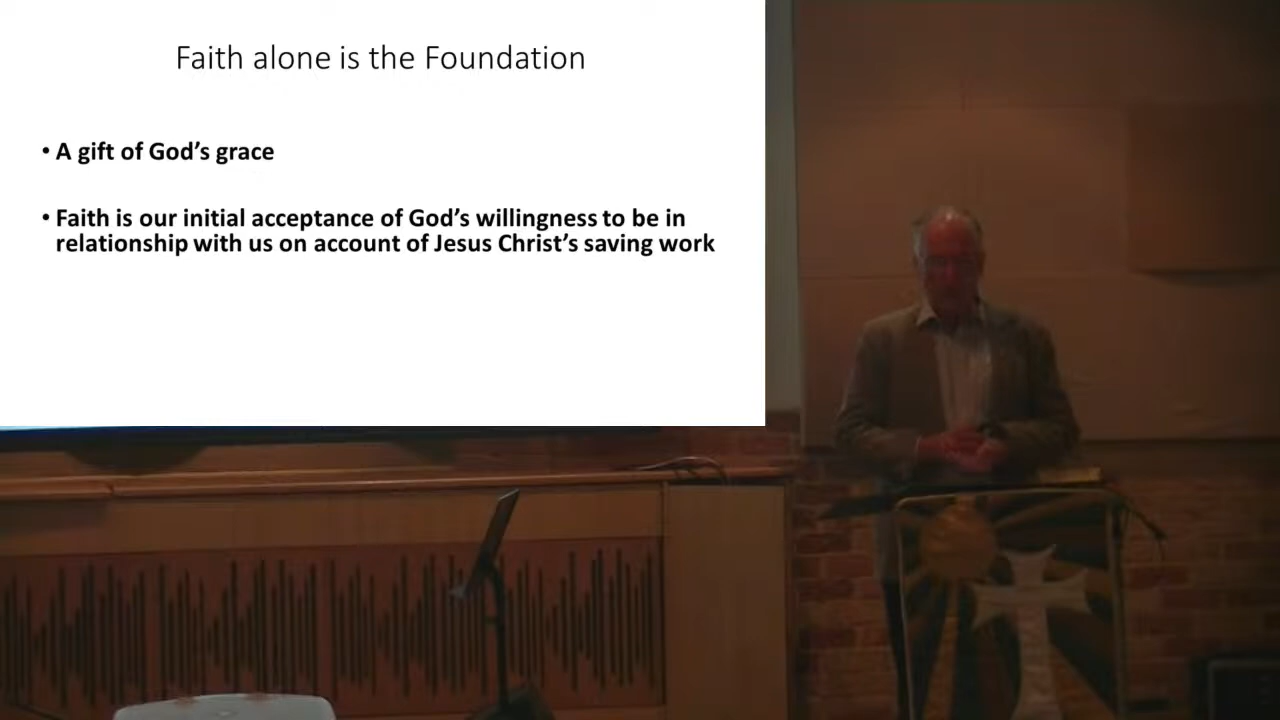 Faith alone is the Foundation
• A gift of God’s grace
• Faith is our initial acceptance of God’s willingness to be in
relationship with us on account of Jesus Christ’s saving work